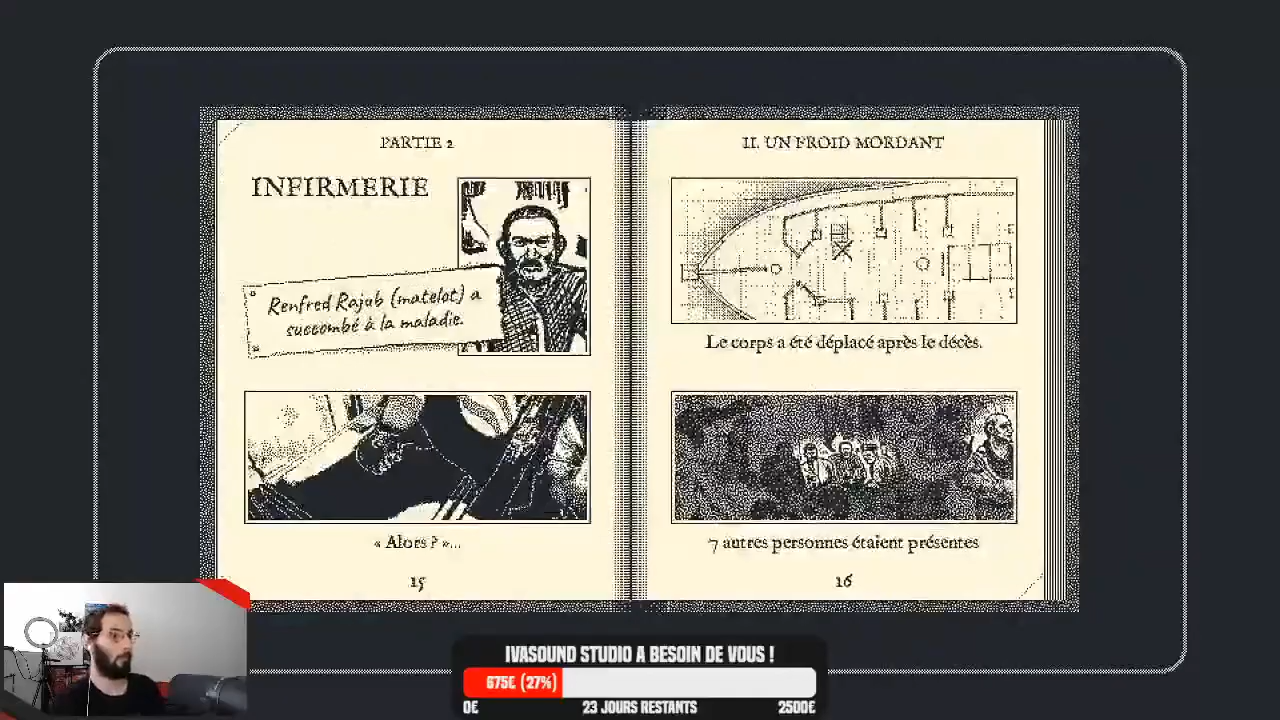 PARTIE 2
INFIRMERIE
Renfred Rajub (matelot) a
succombé à la maladie.
« Alors ? »...
15
II. UN FROID MORDANT
Le corps a été déplacé après le décès.
7 autres personnes étaient présentes
16
IVASOUND STUDIO A BESOIN DE VOUS !
675€ (27%)
0€ 23 JOURS RESTANTS 2500€